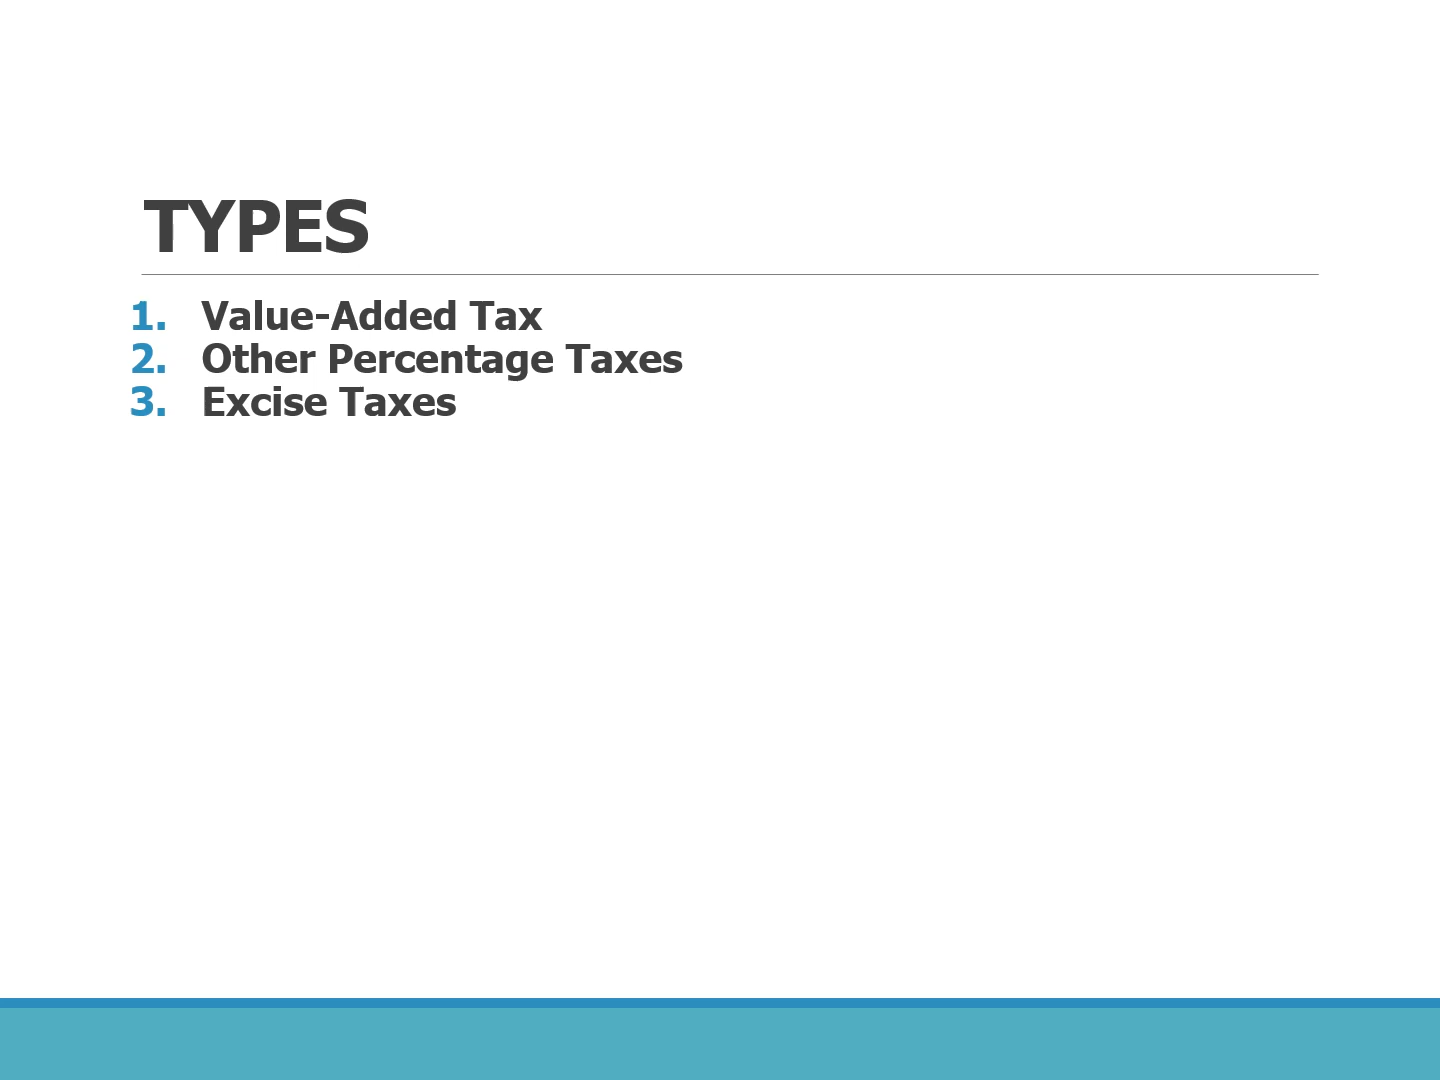 TYPES
1. Value-Added Tax
2. Other Percentage Taxes
3. Excise Taxes